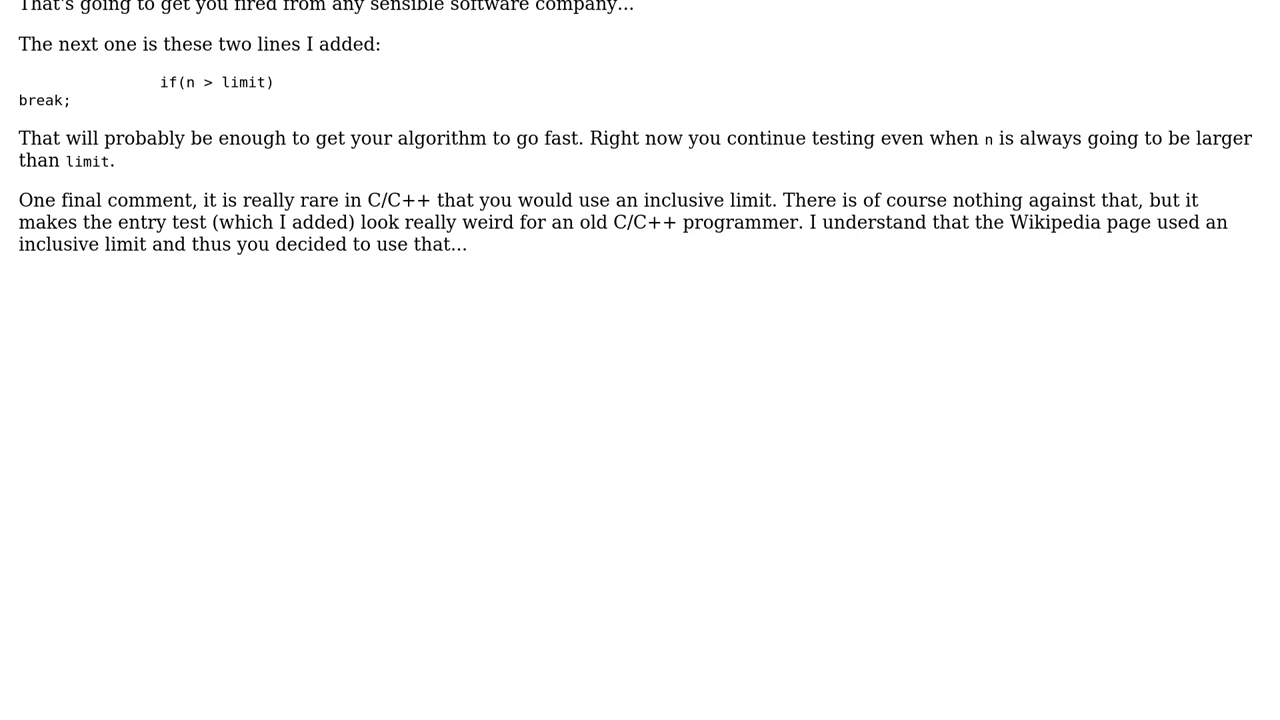 That's going to get you fired from any sensible software company...
The next one is these two lines I added:
if(n > limit)
break;
That will probably be enough to get your algorithm to go fast. Right now you continue testing even when n is always going to be larger
than limit.
One final comment, it is really rare in C/C++ that you would use an inclusive limit. There is of course nothing against that, but it
makes the entry test (which I added) look really weird for an old C/C++ programmer. I understand that the Wikipedia page used an
inclusive limit and thus you decided to use that...